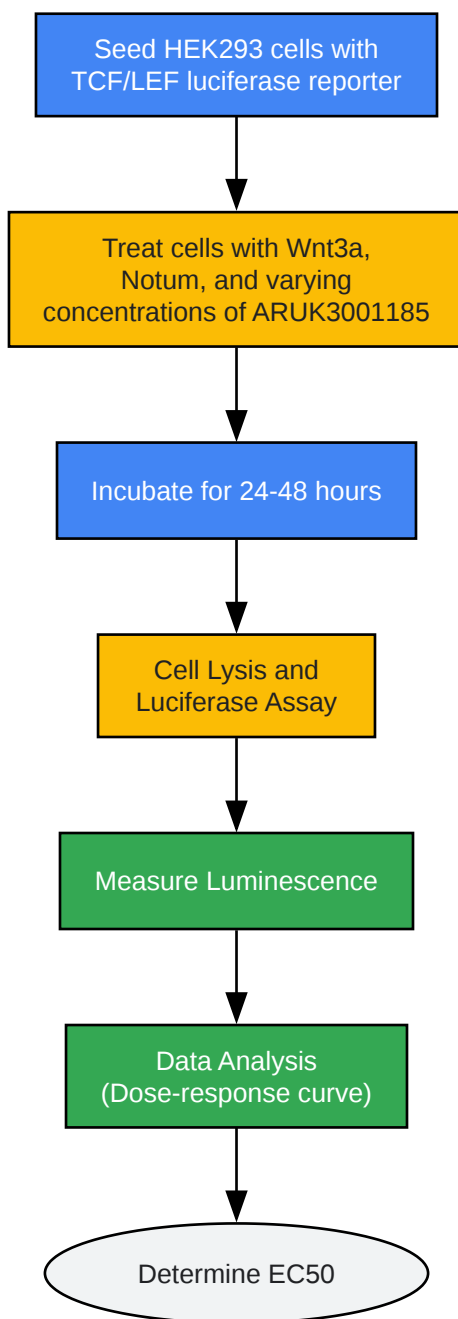 Seed HEK293 cells with
TCF/LEF luciferase reporter
Treat cells with Wnt3a,
Notum, and varying
concentrations of ARUK3001185
Incubate for 24-48 hours
Cell Lysis and
Luciferase Assay
Measure Luminescence
Data Analysis
(Dose-response curve)
Determine EC50